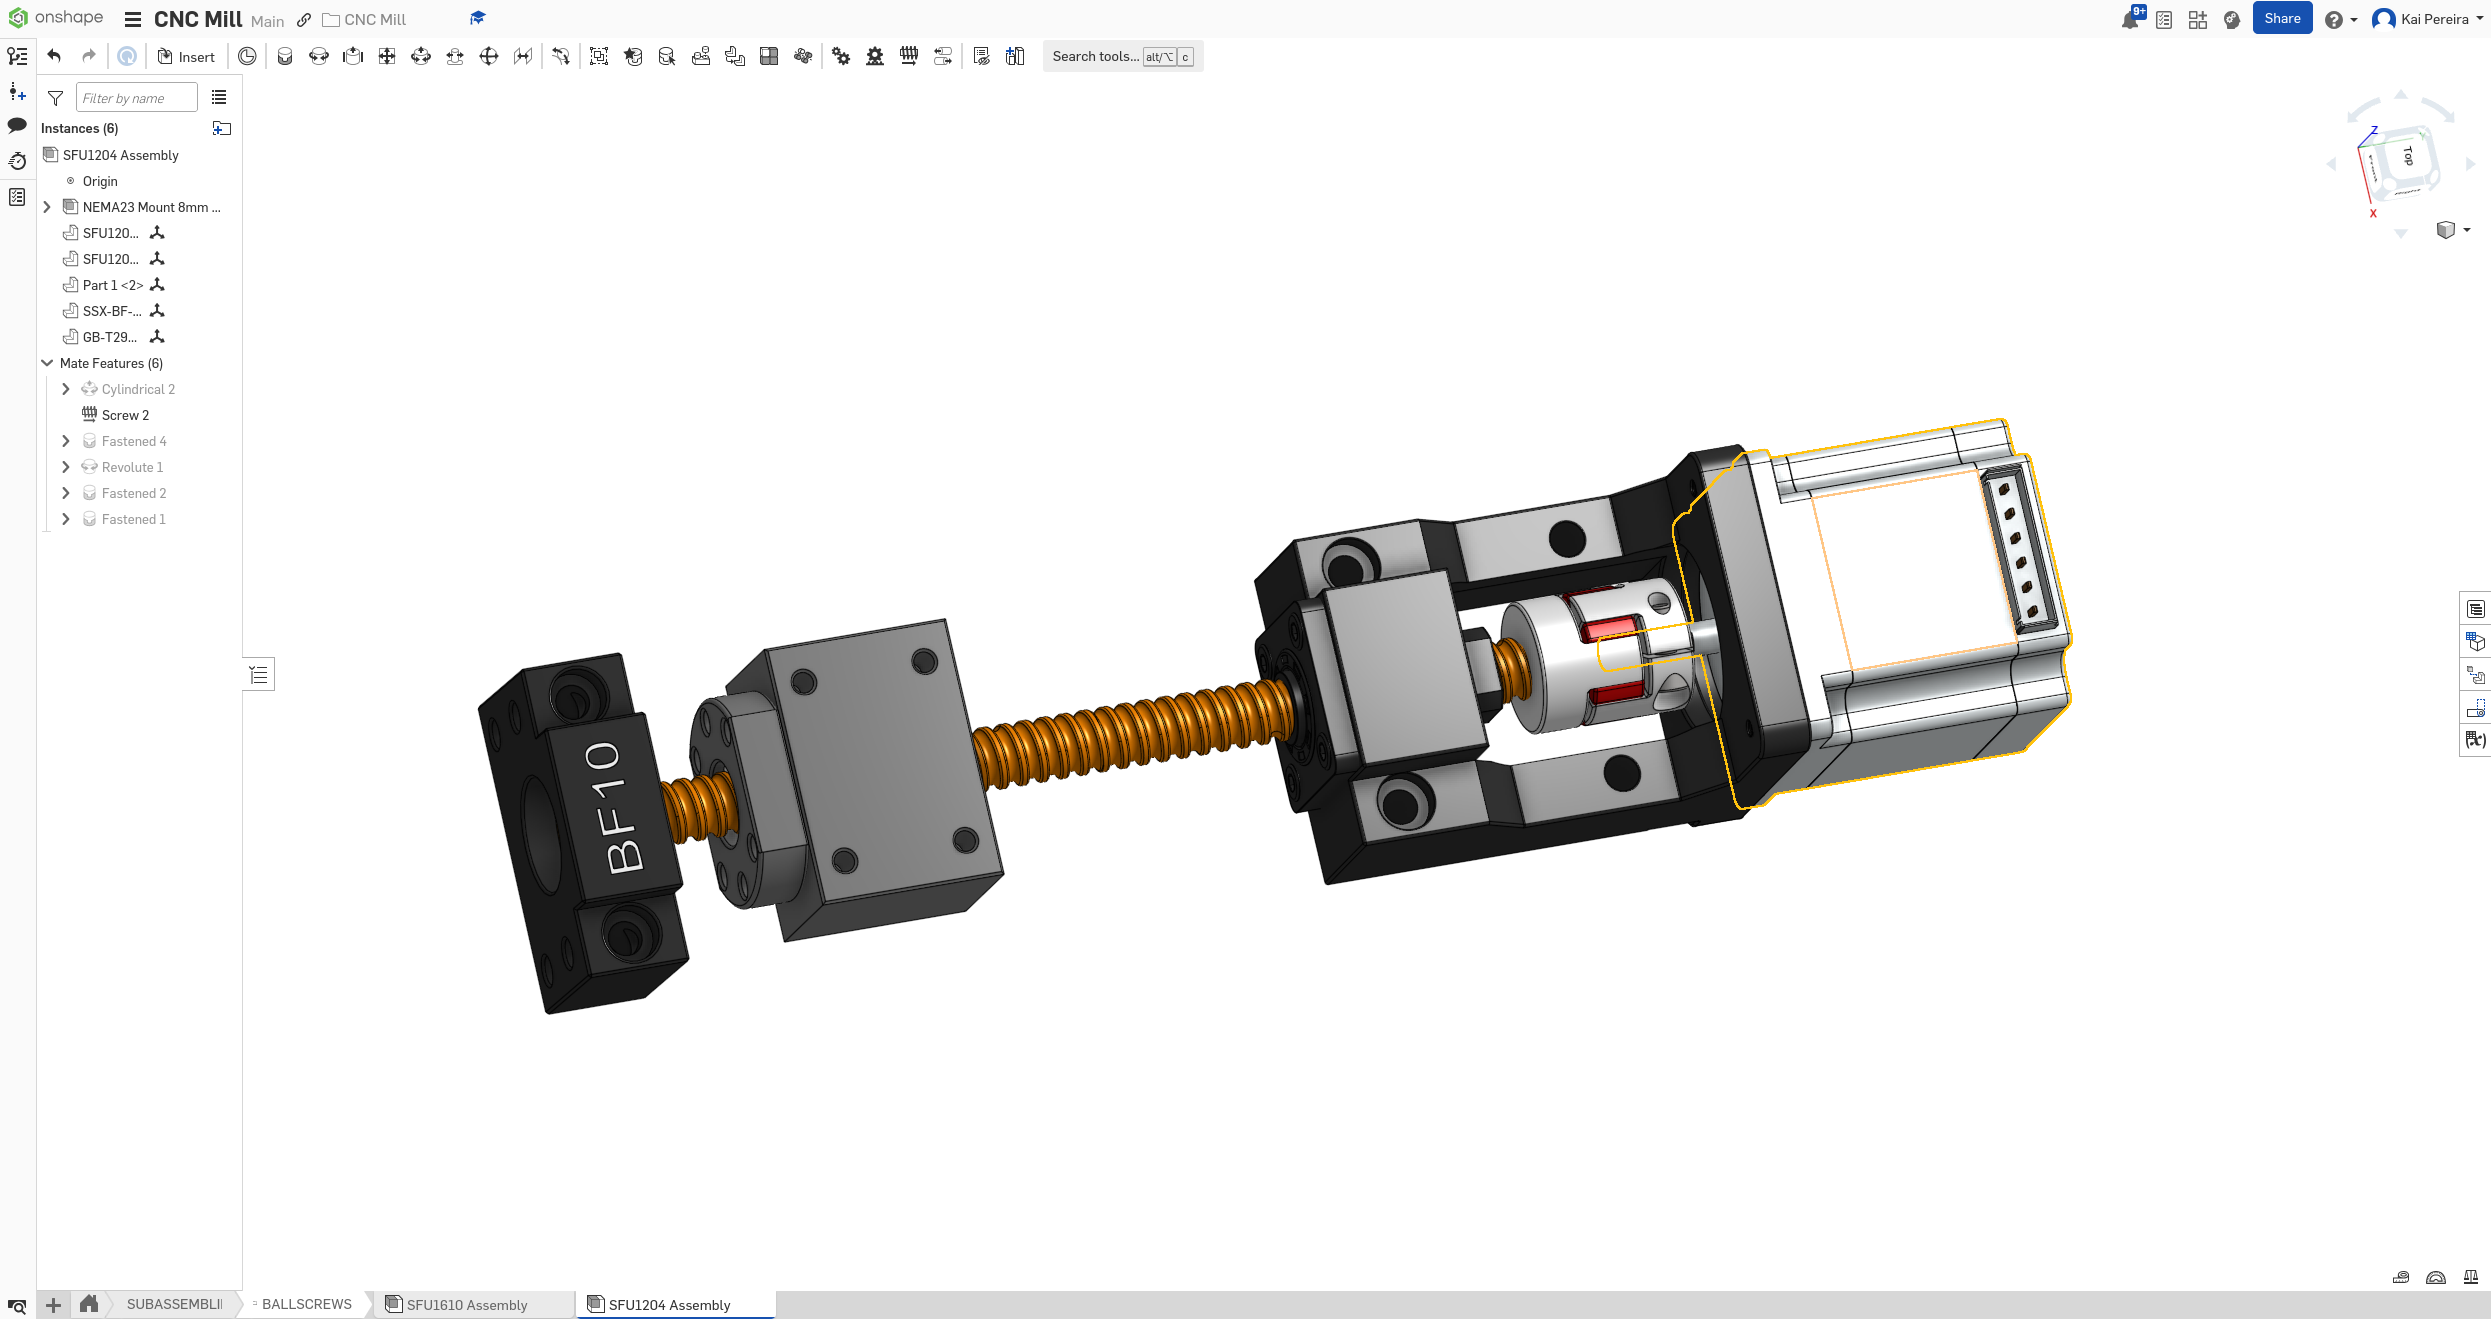 onshape
CNC Mill
Main
CNC Mill
9+
Share
Kai Pereira
Insert
Search tools... alt/⌥ c
Filter by name
Instances (6)
SFU1204 Assembly
Origin
NEMA23 Mount 8mm ...
SFU120...
SFU120...
Part 1 <2>
SSX-BF-...
GB-T29...
Mate Features (6)
Cylindrical 2
Screw 2
Fastened 4
Revolute 1
Fastened 2
Fastened 1
BF10
Z
Top
X
SUBASSEMBLI
BALLSCREWS
SFU1610 Assembly
SFU1204 Assembly